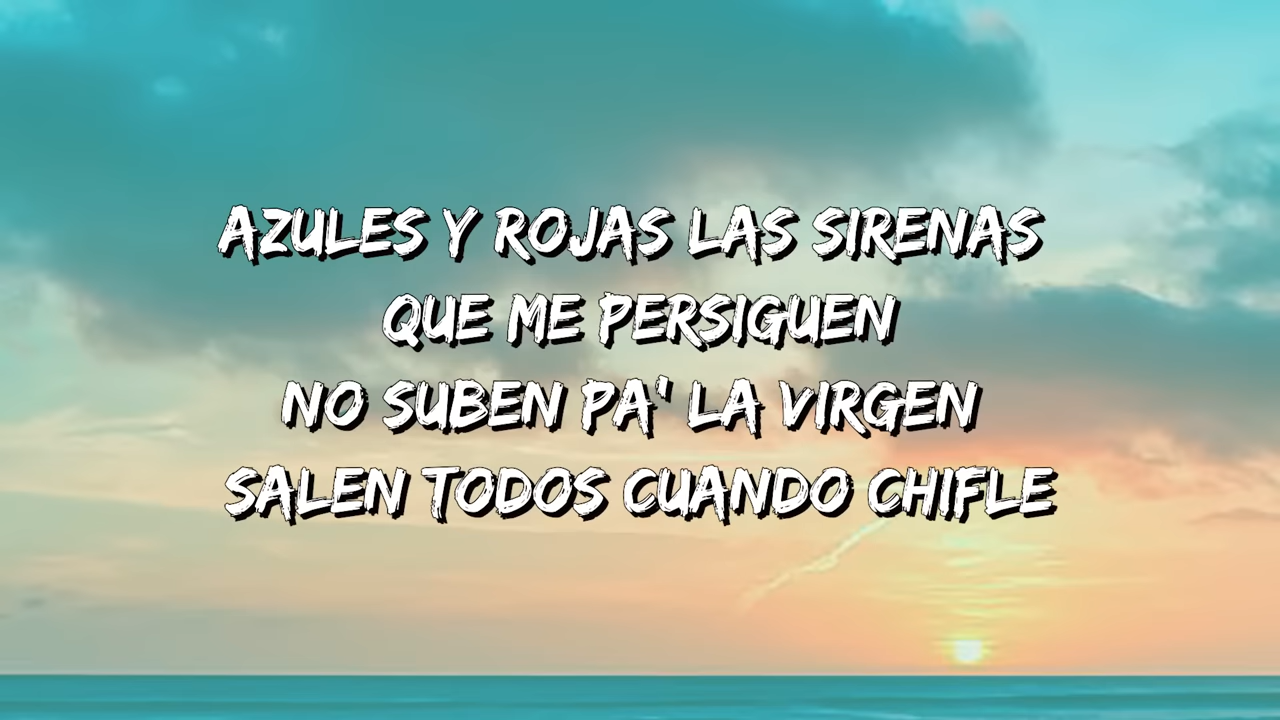 AZULES Y ROJAS LAS SIRENAS
QUE ME PERSIGUEN
NO SUBEN PA' LA VIRGEN
SALEN TODOS CUANDO CHIFLE